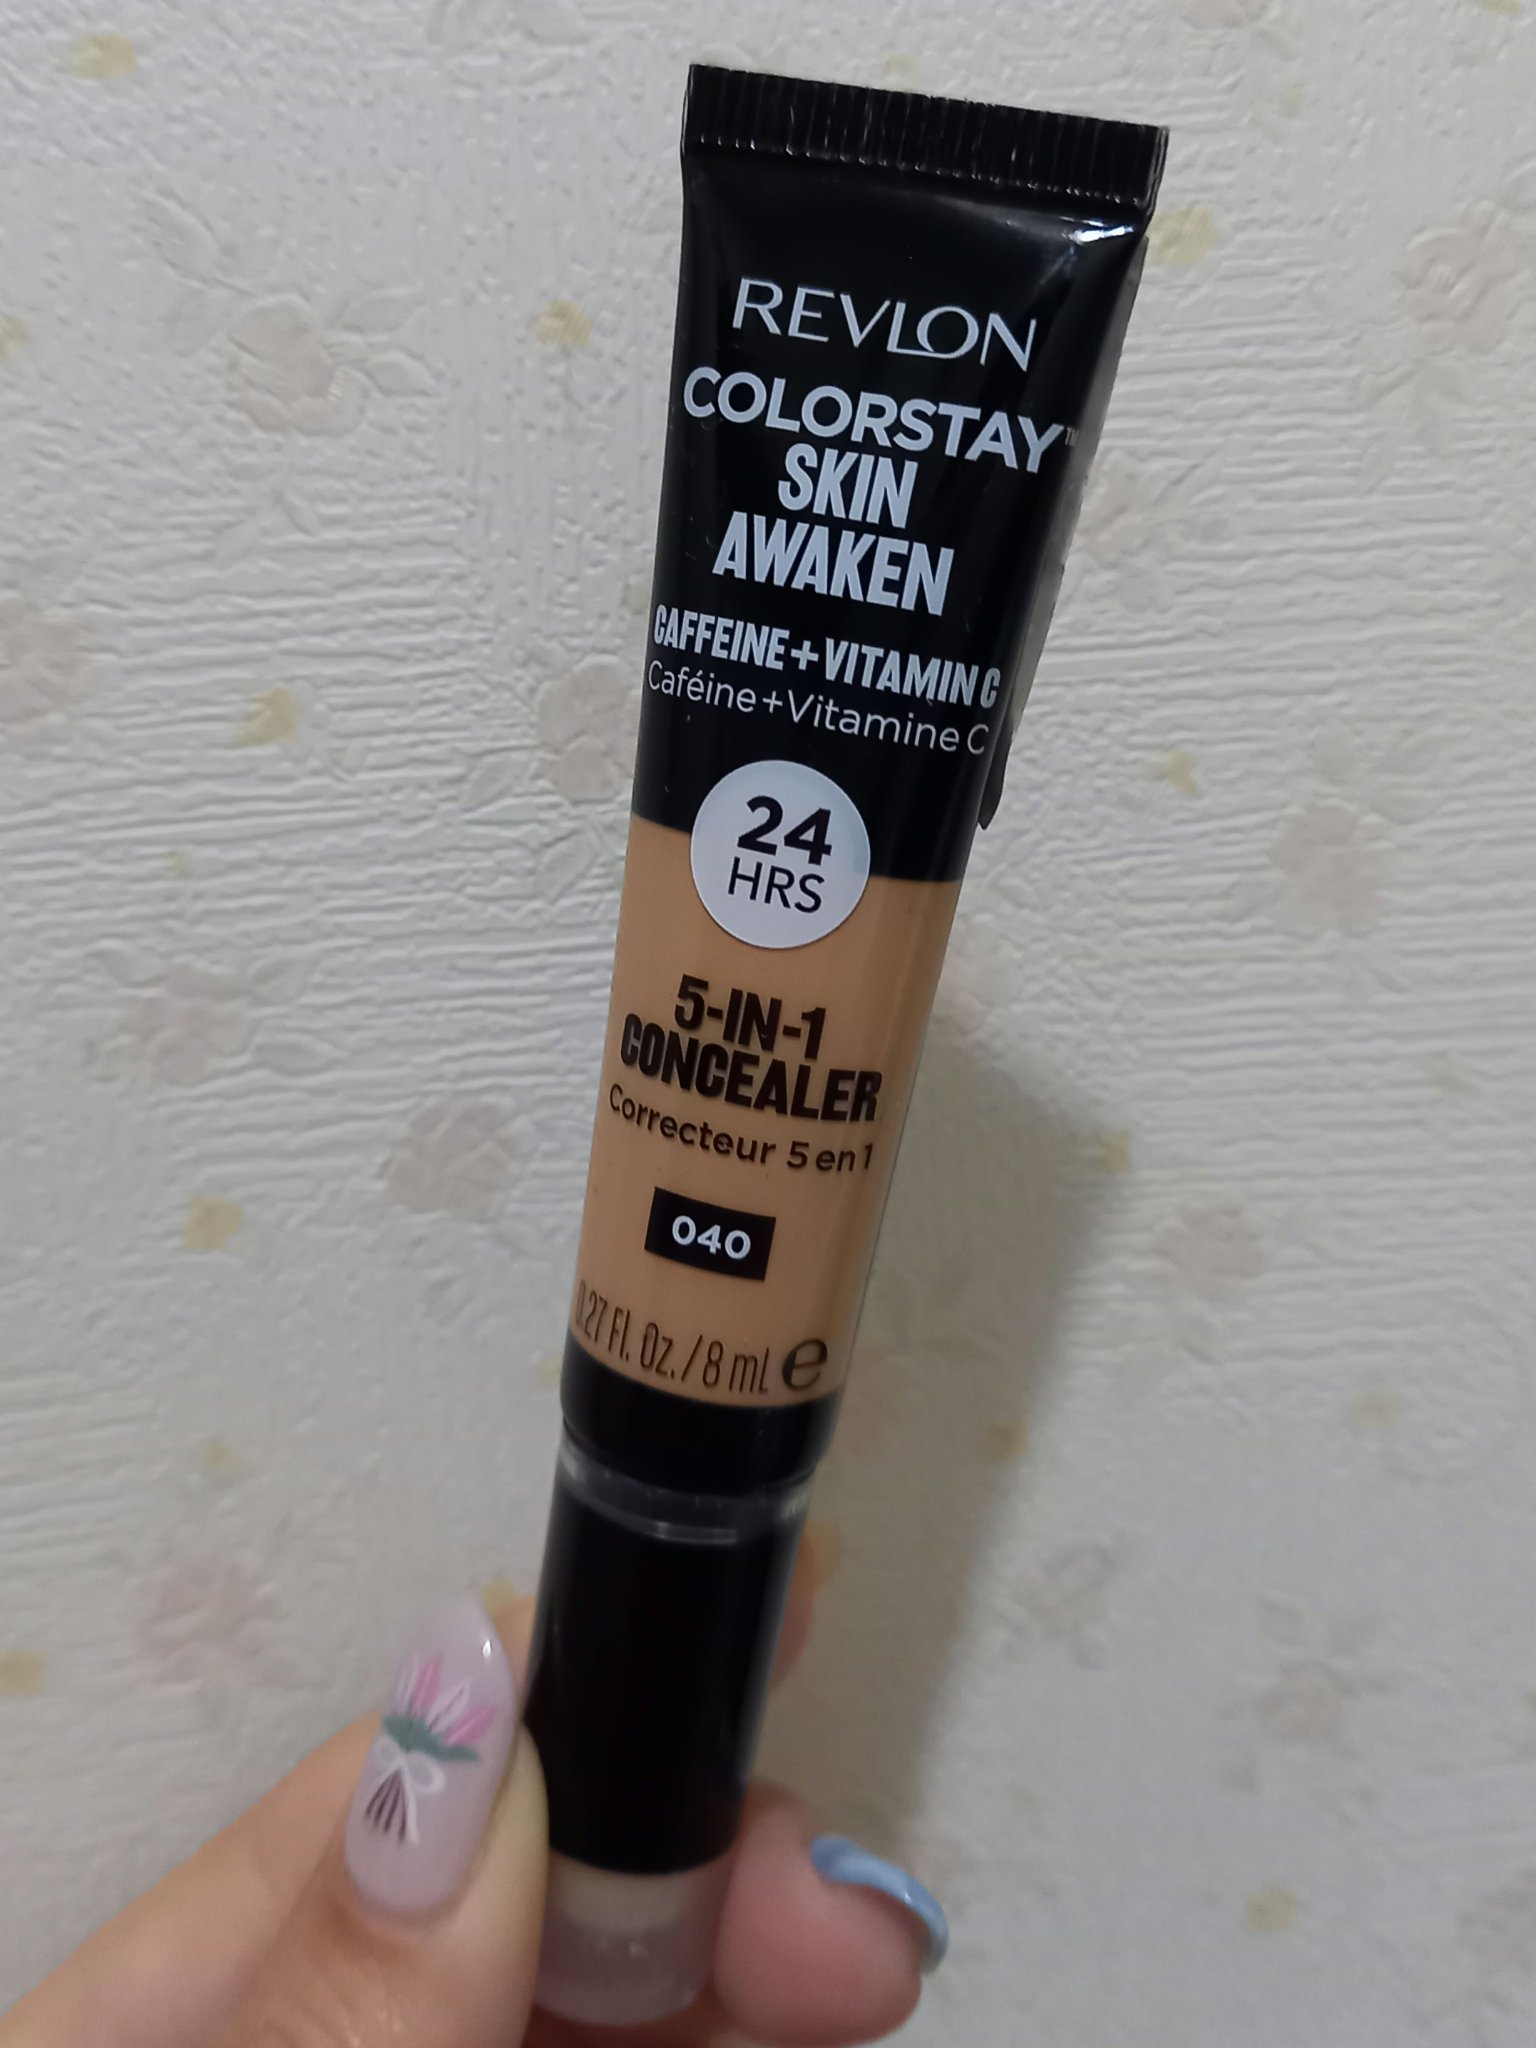 REVLON
COLORSTAY™
SKIN
AWAKEN
CAFFEINE+VITAMIN C
Caféine+Vitamine C
24
HRS
5-IN-1
CONCEALER
Correcteur 5 en 1
040
0.27 Fl. Oz./8 mL e